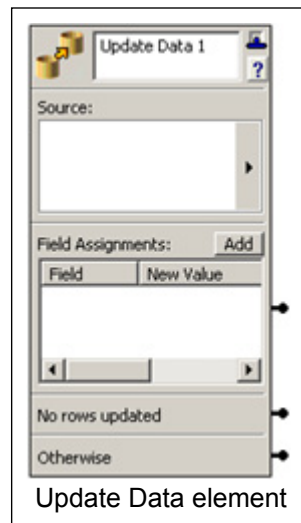 Update Data 1
?
Source:
Field Assignments: Add
Field New Value
No rows updated
Otherwise
Update Data element